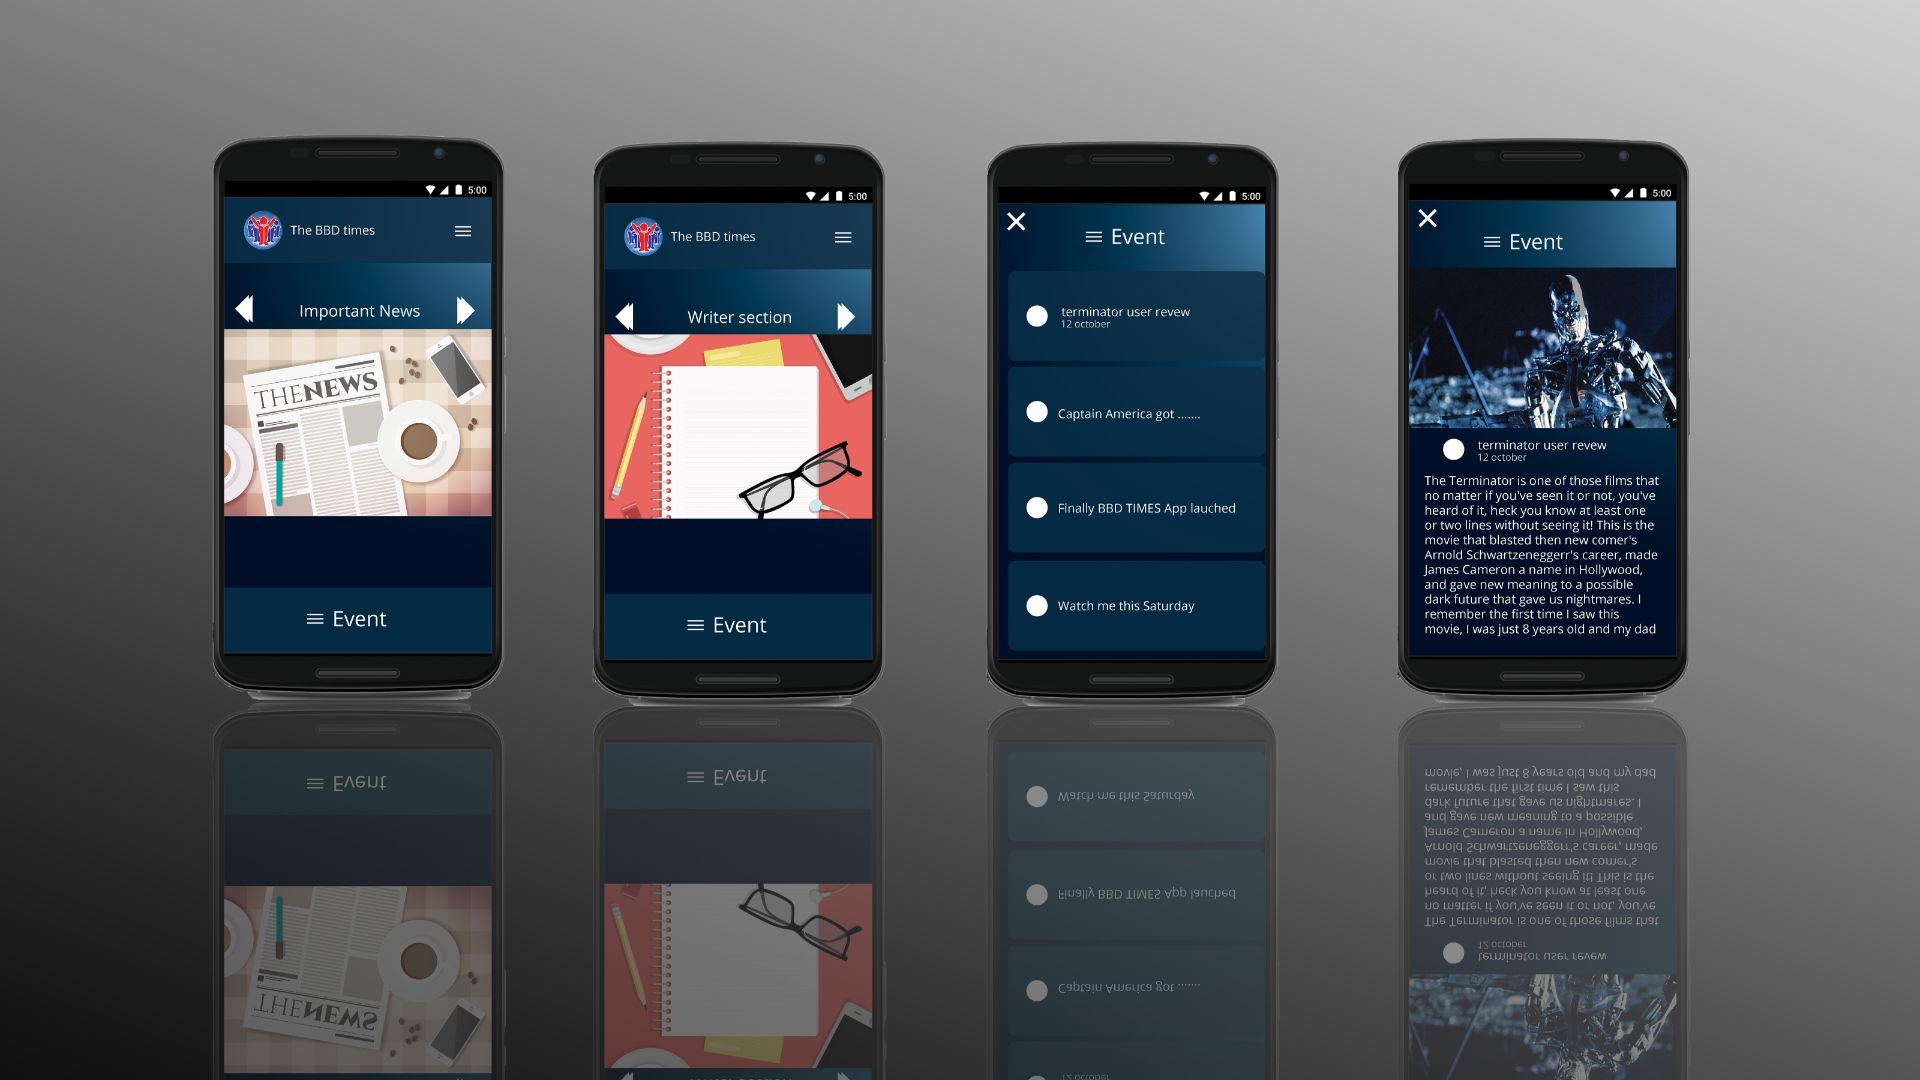 5:00
The BBD times
Important News
THE NEWS
Event
5:00
The BBD times
Writer section
Event
5:00
Event
terminator user revew
12 october
Captain America got .......
Finally BBD TIMES App lauched
Watch me this Saturday
5:00
Event
terminator user revew
12 october
The Terminator is one of those films that
no matter if you've seen it or not, you've
heard of it, heck you know at least one
or two lines without seeing it! This is the
movie that blasted then new comer's
Arnold Schwartzeneggerr's career, made
James Cameron a name in Hollywood,
and gave new meaning to a possible
dark future that gave us nightmares. I
remember the first time I saw this
movie, I was just 8 years old and my dad